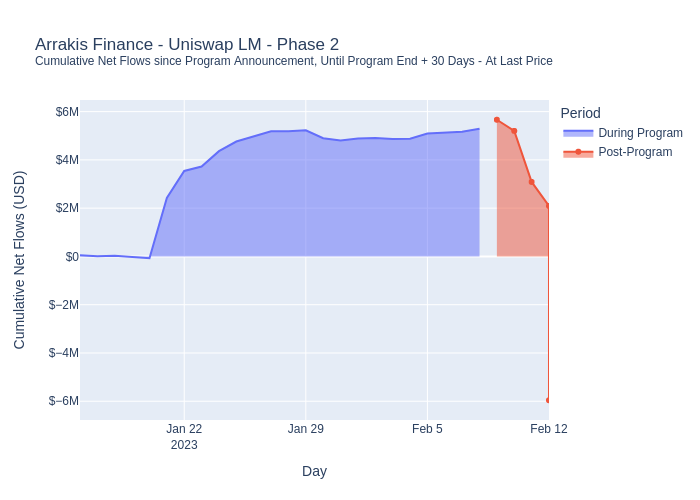 Arrakis Finance - Uniswap LM - Phase 2
Cumulative Net Flows since Program Announcement, Until Program End + 30 Days - At Last Price
Period
During Program
Post-Program
Cumulative Net Flows (USD)
$6M
$4M
$2M
$0
$−2M
$−4M
$−6M
Jan 22
2023
Jan 29
Feb 5
Feb 12
Day